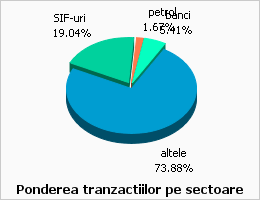 petrol
1.67%
banci
5.41%
SIF-uri
19.04%
altele
73.88%
Ponderea tranzactiilor pe sectoare